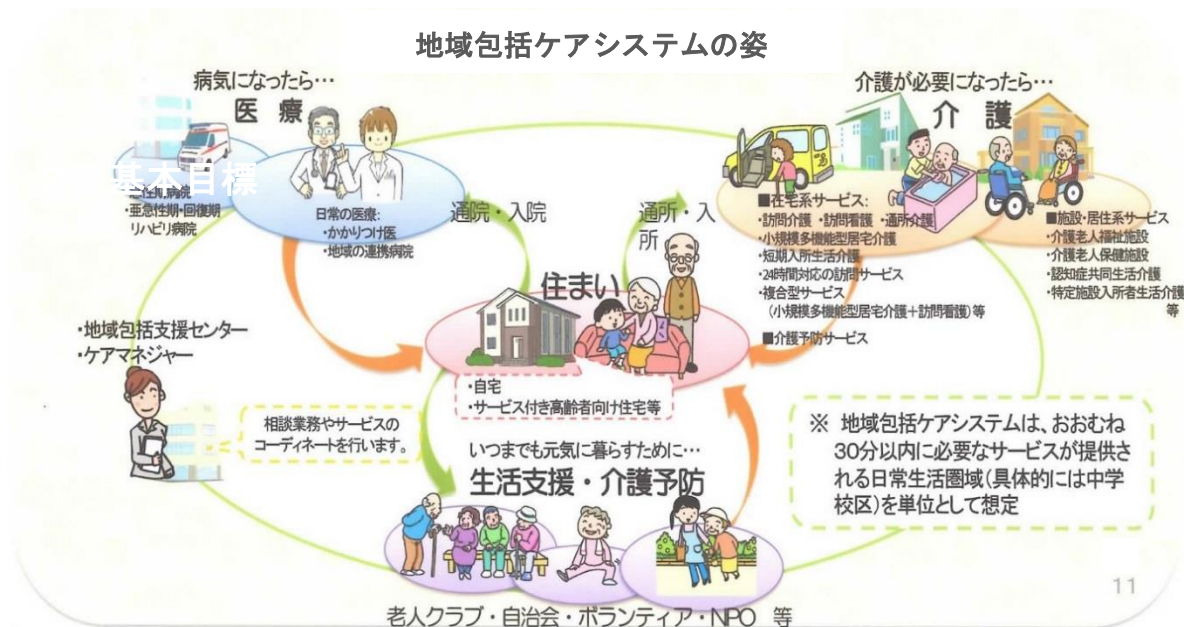 地域包括ケアシステムの姿
病気になったら…
医 療
基本目標
・亜急性期・回復期
リハビリ病院
日常の医療:
・かかりつけ医
・地域の連携病院
通院・入院
通所・入
所
介護が必要になったら…
介 護
■在宅系サービス:
・訪問介護 ・訪問看護 ・通所介護
・小規模多機能型居宅介護
・短期入所生活介護
・24時間対応の訪問サービス
・複合型サービス
(小規模多機能型居宅介護+訪問看護)等
■介護予防サービス
■施設・居住系サービス
・介護老人福祉施設
・介護老人保健施設
・認知症共同生活介護
・特定施設入所者生活介護
等
住まい
・自宅
・サービス付き高齢者向け住宅等
・地域包括支援センター
・ケアマネジャー
相談業務やサービスの
コーディネートを行います。
いつまでも元気に暮らすために…
生活支援・介護予防
老人クラブ・自治会・ボランティア・NPO 等
※ 地域包括ケアシステムは、おおむね
30分以内に必要なサービスが提供さ
れる日常生活圏域(具体的には中学
校区)を単位として想定
11